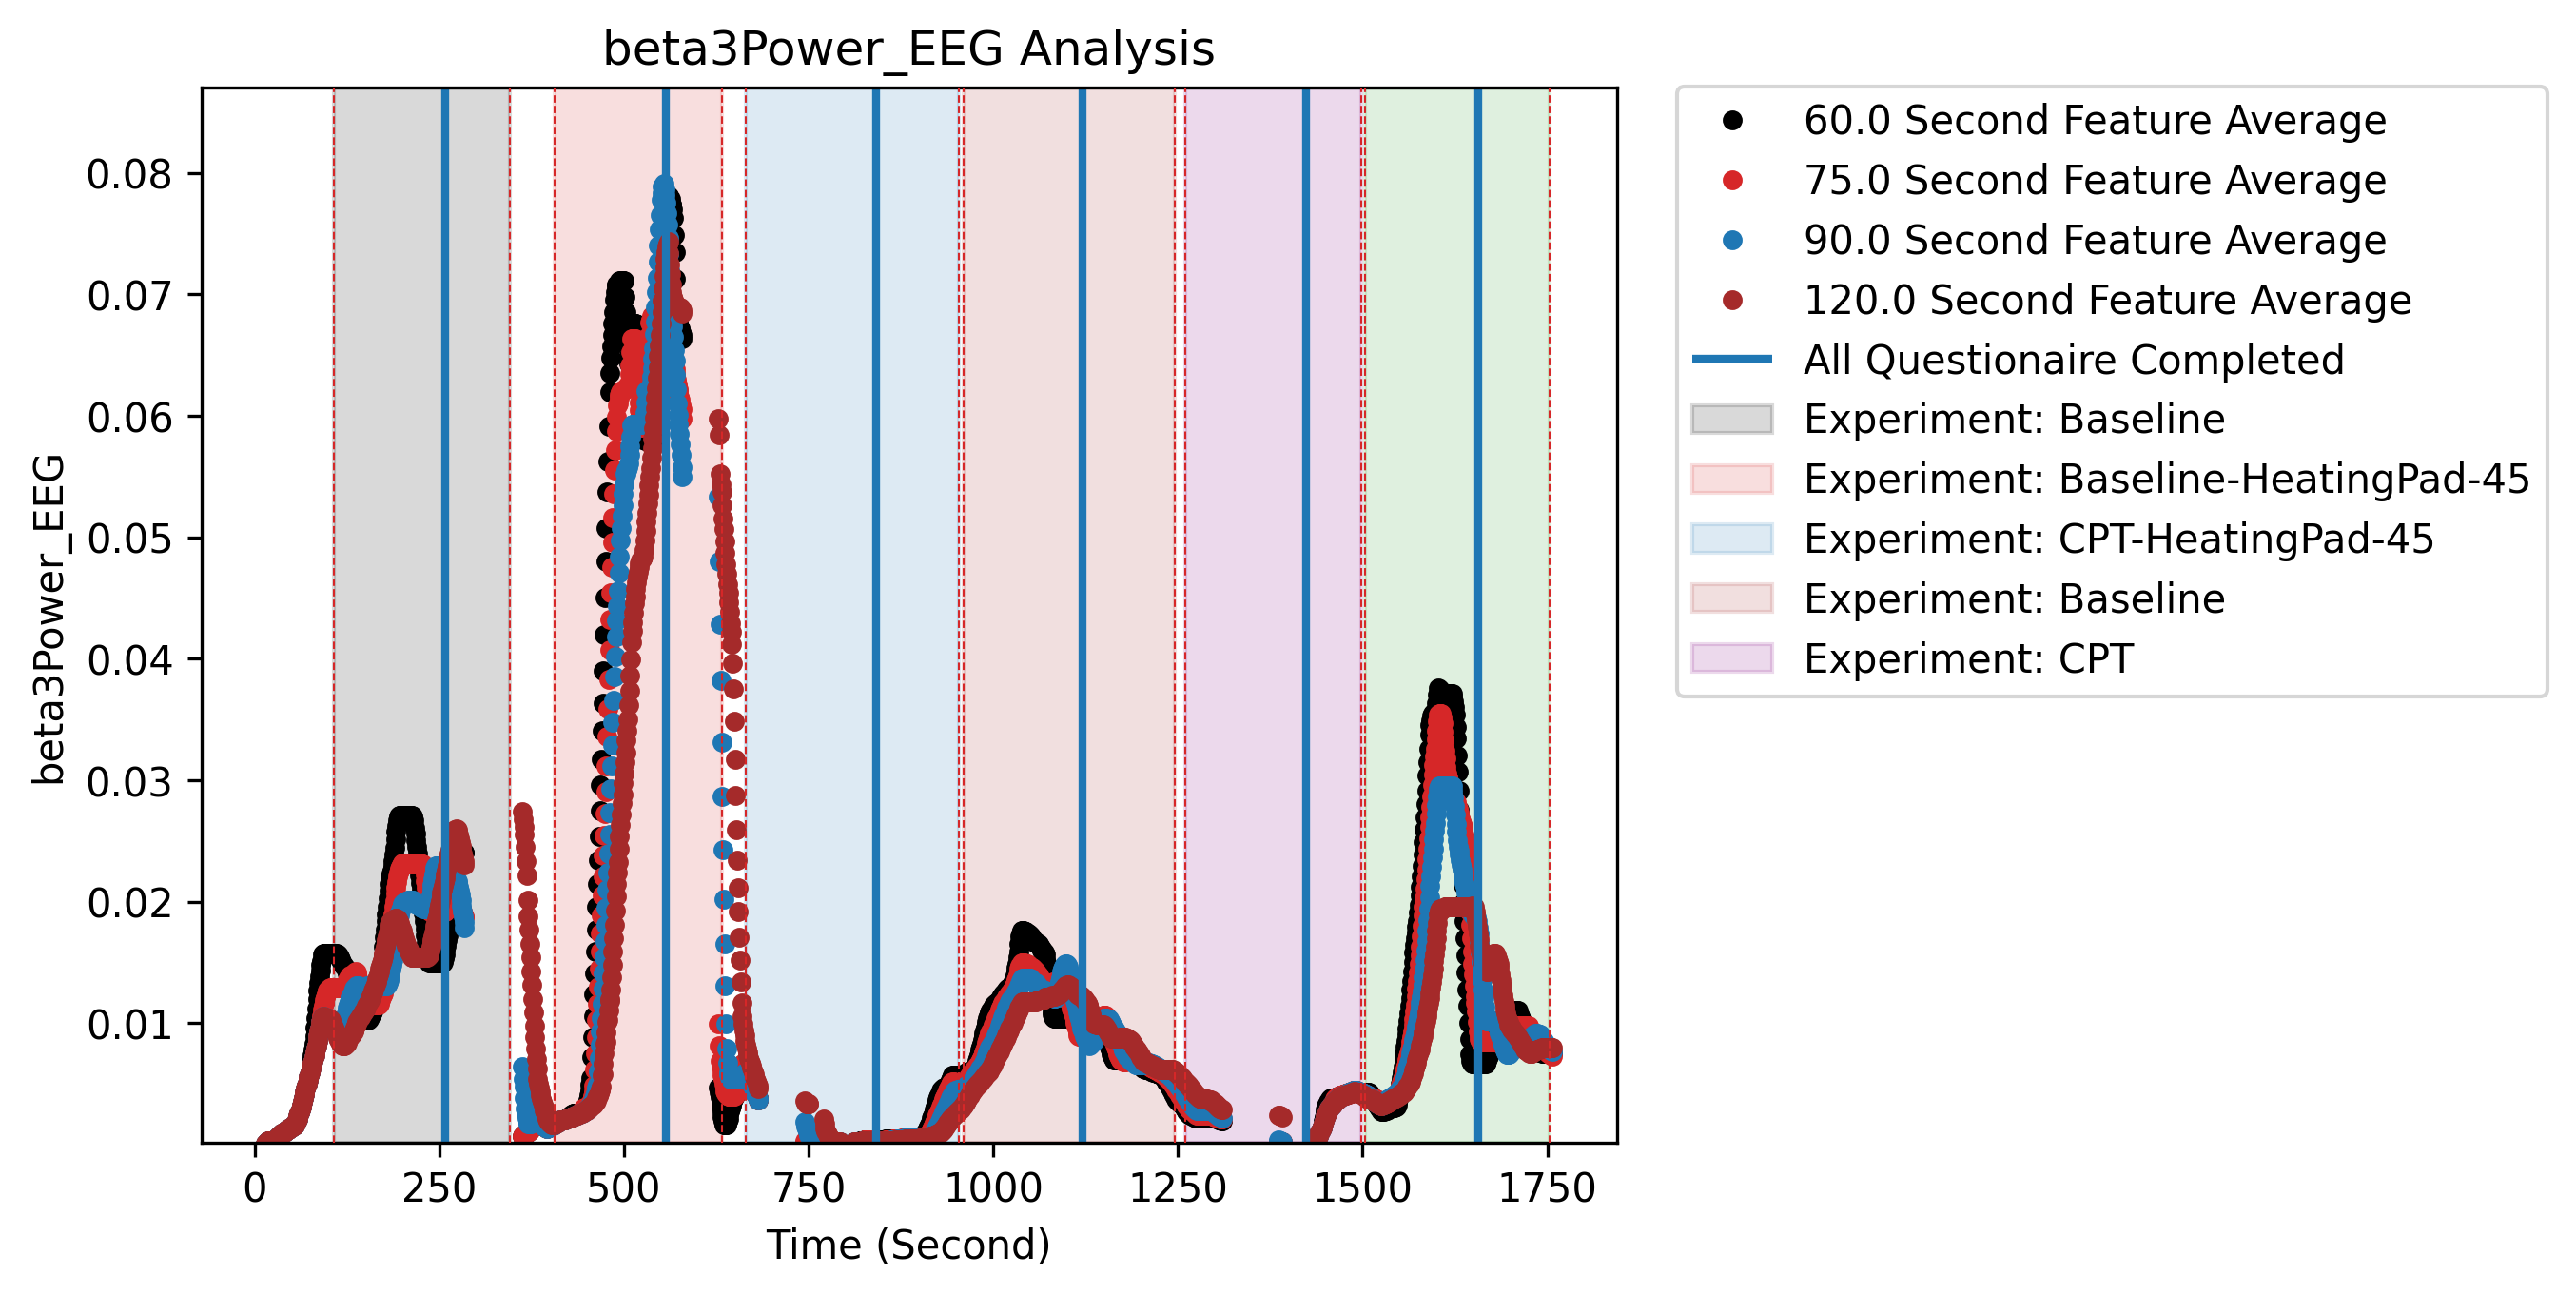 beta3Power_EEG Analysis
beta3Power_EEG
0.08
0.07
0.06
0.05
0.04
0.03
0.02
0.01
0 250 500 750 1000 1250 1500 1750
Time (Second)
60.0 Second Feature Average
75.0 Second Feature Average
90.0 Second Feature Average
120.0 Second Feature Average
All Questionaire Completed
Experiment: Baseline
Experiment: Baseline-HeatingPad-45
Experiment: CPT-HeatingPad-45
Experiment: Baseline
Experiment: CPT